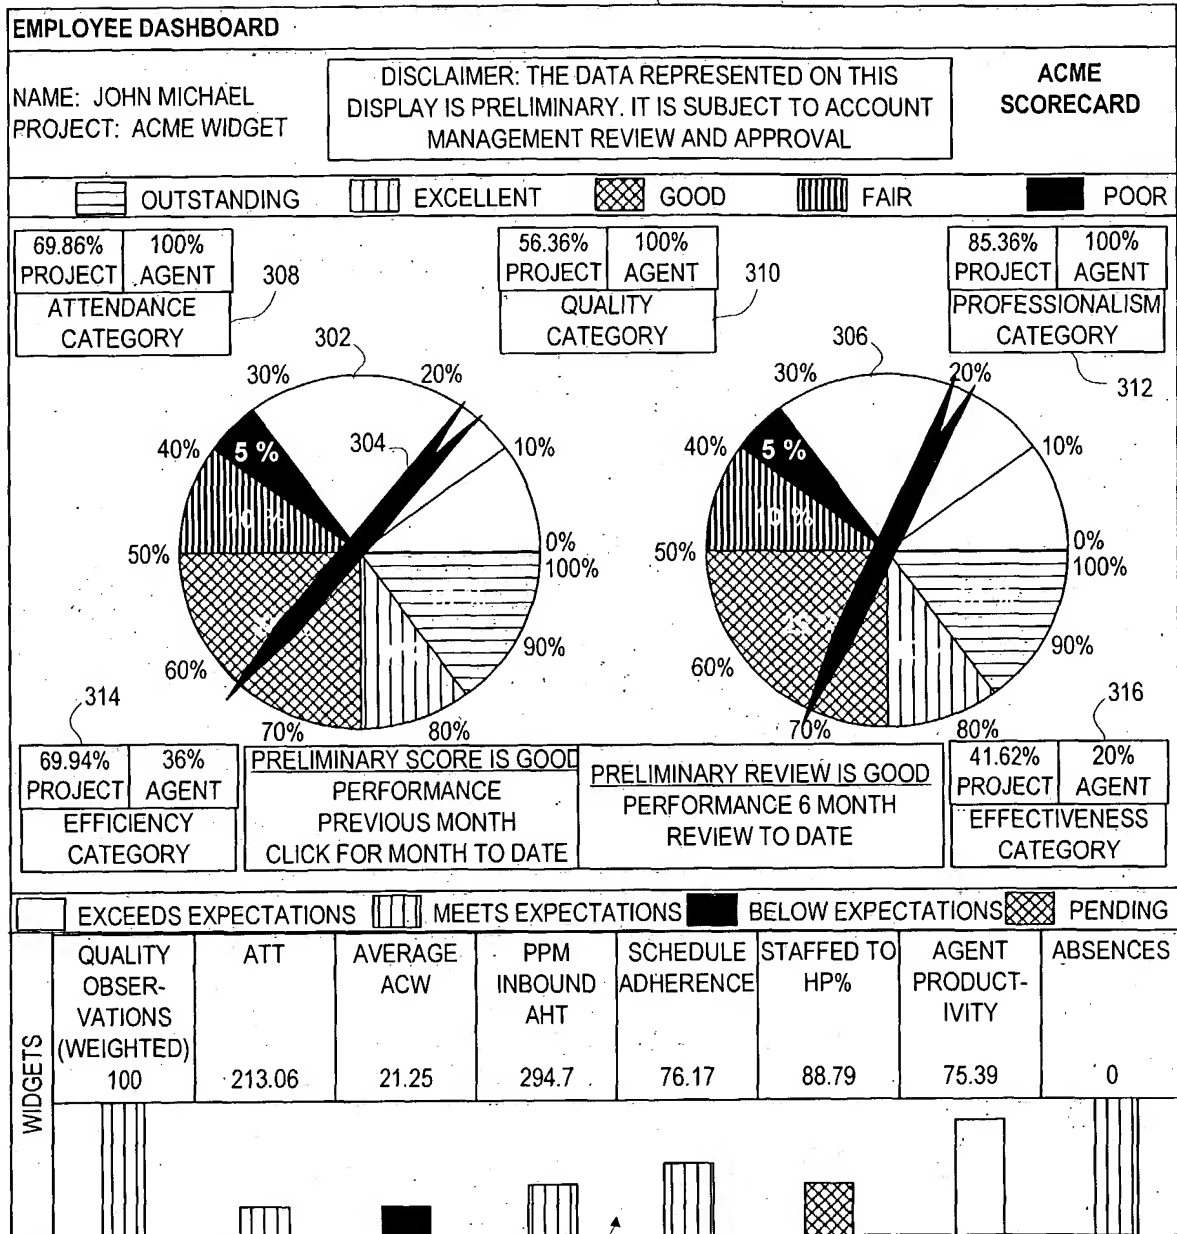 EMPLOYEE DASHBOARD
NAME: JOHN MICHAEL
PROJECT: ACME WIDGET
DISCLAIMER: THE DATA REPRESENTED ON THIS
DISPLAY IS PRELIMINARY. IT IS SUBJECT TO ACCOUNT
MANAGEMENT REVIEW AND APPROVAL
ACME
SCORECARD
OUTSTANDING EXCELLENT GOOD FAIR POOR
69.86% 100%
PROJECT AGENT
ATTENDANCE
CATEGORY
308
56.36% 100%
PROJECT AGENT
QUALITY
CATEGORY
310
85.36% 100%
PROJECT AGENT
PROFESSIONALISM
CATEGORY
312
302
304
30% 20%
40% 5 % 10%
10 %
50% 0%
100%
60% 90%
70% 80%
306
30% 20%
40% 5 % 10%
10 %
50% 0%
100%
60% 90%
70% 80%
314
69.94% 36%
PROJECT AGENT
EFFICIENCY
CATEGORY
PRELIMINARY SCORE IS GOOD
PERFORMANCE
PREVIOUS MONTH
CLICK FOR MONTH TO DATE
PRELIMINARY REVIEW IS GOOD
PERFORMANCE 6 MONTH
REVIEW TO DATE
316
41.62% 20%
PROJECT AGENT
EFFECTIVENESS
CATEGORY
EXCEEDS EXPECTATIONS MEETS EXPECTATIONS BELOW EXPECTATIONS PENDING
WIDGETS
QUALITY
OBSER-
VATIONS
(WEIGHTED)
100
ATT
213.06
AVERAGE
ACW
21.25
PPM
INBOUND
AHT
294.7
SCHEDULE
ADHERENCE
76.17
STAFFED TO
HP%
88.79
AGENT
PRODUCT-
IVITY
75.39
ABSENCES
0